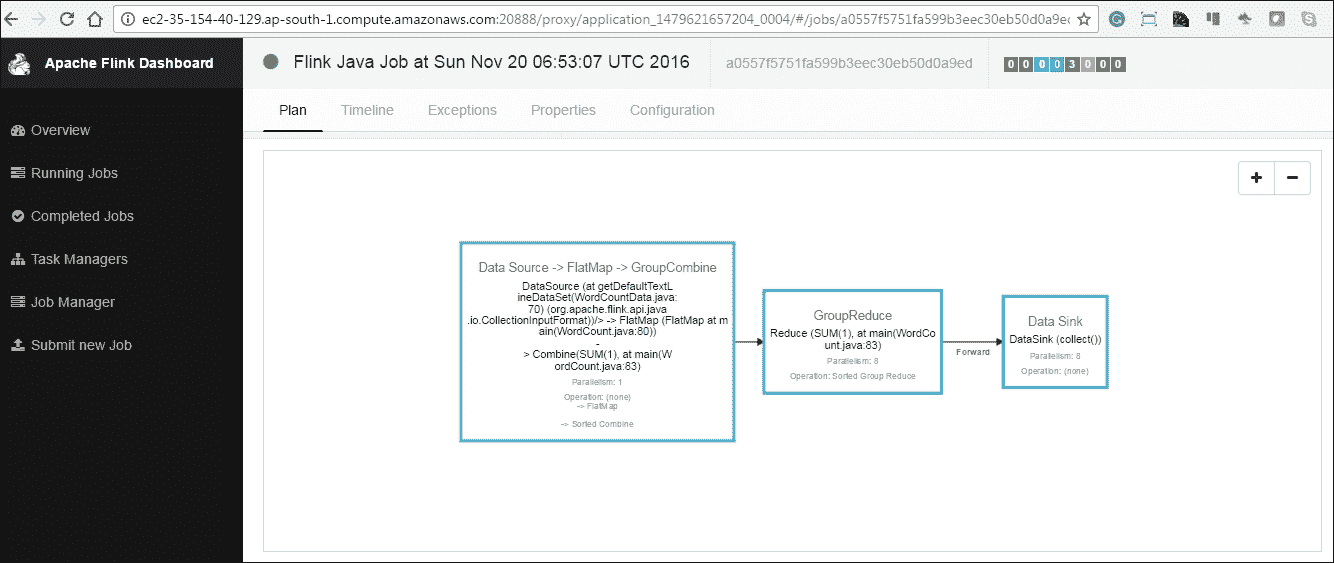 ec2-35-154-40-129.ap-south-1.compute.amazonaws.com:20888/proxy/application_1479621657204_0004/#/jobs/a0557f5751fa599b3eec30eb50d0a9ec
Apache Flink Dashboard
Flink Java Job at Sun Nov 20 06:53:07 UTC 2016
a0557f5751fa599b3eec30eb50d0a9ed
0 0 0 0 3 0 0 0
Plan
Timeline
Exceptions
Properties
Configuration
Overview
Running Jobs
Completed Jobs
Task Managers
Job Manager
Submit new Job
+
−
Data Source -> FlatMap -> GroupCombine
DataSource (at getDefaultTextL
ineDataSet(WordCountData.java:
70) (org.apache.flink.api.java
.io.CollectionInputFormat))/> -> FlatMap (FlatMap at m
ain(WordCount.java:80))
-
> Combine(SUM(1), at main(W
ordCount.java:83)
Parallelism: 1
Operation: (none)
-> FlatMap
-> Sorted Combine
GroupReduce
Reduce (SUM(1), at main(WordCo
unt.java:83)
Parallelism: 8
Operation: Sorted Group Reduce
Forward
Data Sink
DataSink (collect())
Parallelism: 8
Operation: (none)